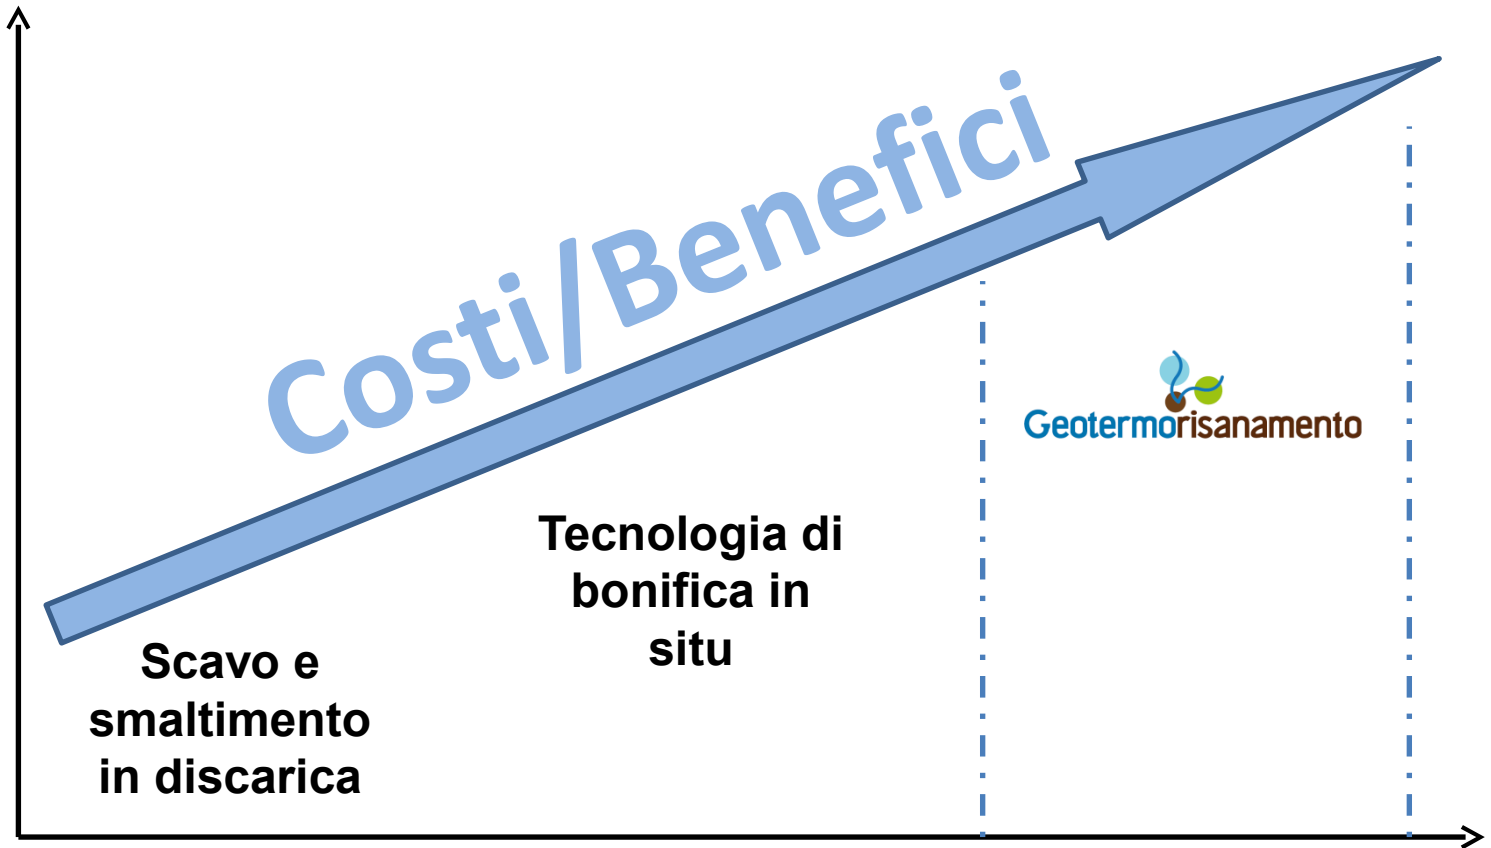 Costi/Benefici
Geotermorisanamento
Tecnologia di
bonifica in
situ
Scavo e
smaltimento
in discarica